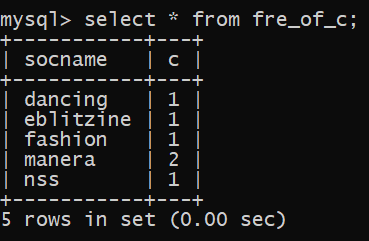 mysql> select * from fre_of_c;
+-----------+---+
| socname   | c |
+-----------+---+
| dancing   | 1 |
| eblitzine | 1 |
| fashion   | 1 |
| manera    | 2 |
| nss       | 1 |
+-----------+---+
5 rows in set (0.00 sec)